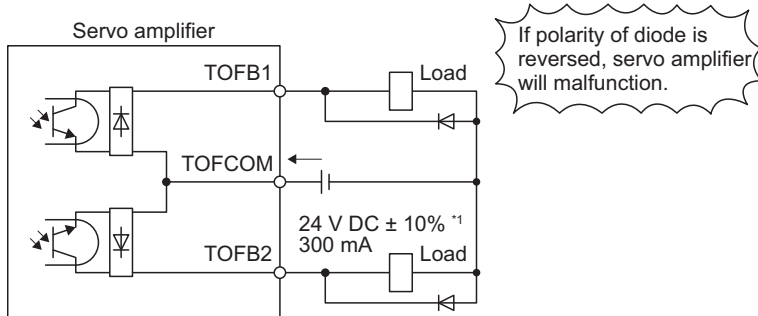 Servo amplifier
If polarity of diode is
reversed, servo amplifier
will malfunction.
TOFB1
Load
TOFCOM
24 V DC ± 10% *1
300 mA
TOFB2
Load